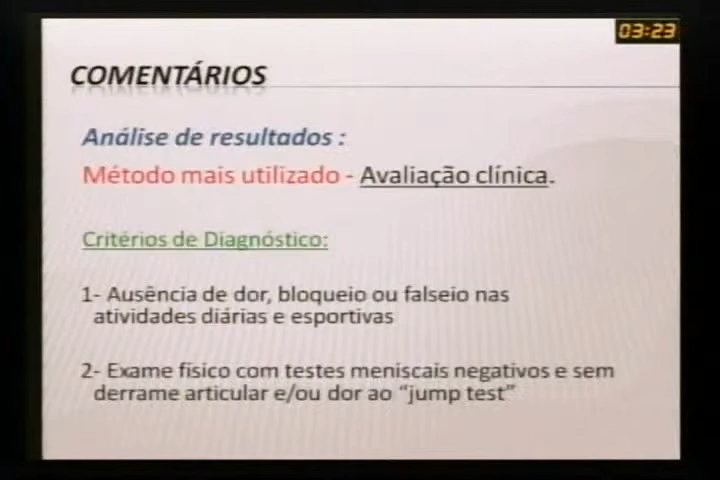 03:23
COMENTÁRIOS
Análise de resultados :
Método mais utilizado - Avaliação clínica.
Critérios de Diagnóstico:
1- Ausência de dor, bloqueio ou falseio nas
atividades diárias e esportivas
2- Exame físico com testes meniscais negativos e sem
derrame articular e/ou dor ao “jump test”